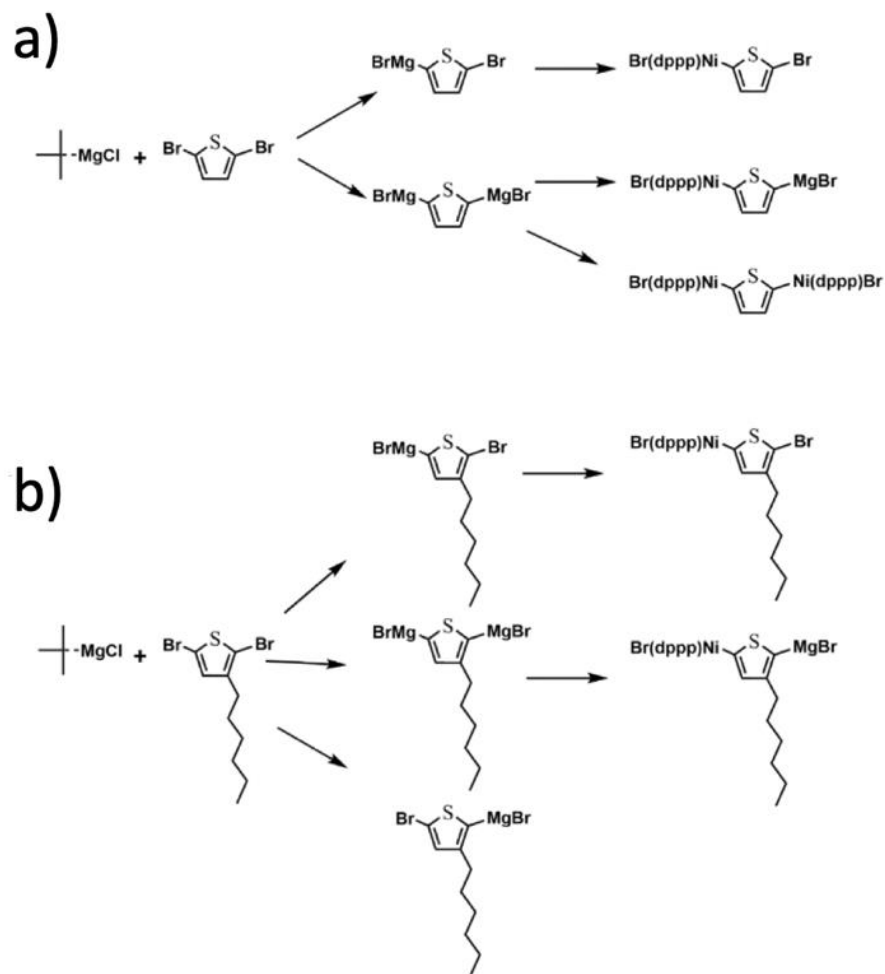 a)
BrMg S Br Br(dppp)Ni S Br
MgCl + Br S Br
BrMg S MgBr Br(dppp)Ni S MgBr
Br(dppp)Ni S Ni(dppp)Br
b)
BrMg S Br Br(dppp)Ni S Br
MgCl + Br S Br
BrMg S MgBr Br(dppp)Ni S MgBr
Br S MgBr